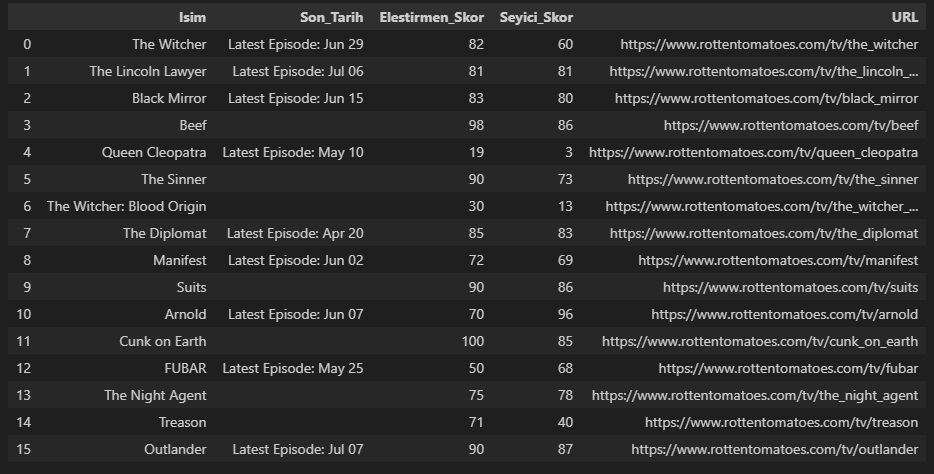 Isim Son_Tarih Elestirmen_Skor Seyici_Skor URL
0 The Witcher Latest Episode: Jun 29 82 60 https://www.rottentomatoes.com/tv/the_witcher
1 The Lincoln Lawyer Latest Episode: Jul 06 81 81 https://www.rottentomatoes.com/tv/the_lincoln_...
2 Black Mirror Latest Episode: Jun 15 83 80 https://www.rottentomatoes.com/tv/black_mirror
3 Beef 98 86 https://www.rottentomatoes.com/tv/beef
4 Queen Cleopatra Latest Episode: May 10 19 3 https://www.rottentomatoes.com/tv/queen_cleopatra
5 The Sinner 90 73 https://www.rottentomatoes.com/tv/the_sinner
6 The Witcher: Blood Origin 30 13 https://www.rottentomatoes.com/tv/the_witcher_...
7 The Diplomat Latest Episode: Apr 20 85 83 https://www.rottentomatoes.com/tv/the_diplomat
8 Manifest Latest Episode: Jun 02 72 69 https://www.rottentomatoes.com/tv/manifest
9 Suits 90 86 https://www.rottentomatoes.com/tv/suits
10 Arnold Latest Episode: Jun 07 70 96 https://www.rottentomatoes.com/tv/arnold
11 Cunk on Earth 100 85 https://www.rottentomatoes.com/tv/cunk_on_earth
12 FUBAR Latest Episode: May 25 50 68 https://www.rottentomatoes.com/tv/fubar
13 The Night Agent 75 78 https://www.rottentomatoes.com/tv/the_night_agent
14 Treason 71 40 https://www.rottentomatoes.com/tv/treason
15 Outlander Latest Episode: Jul 07 90 87 https://www.rottentomatoes.com/tv/outlander